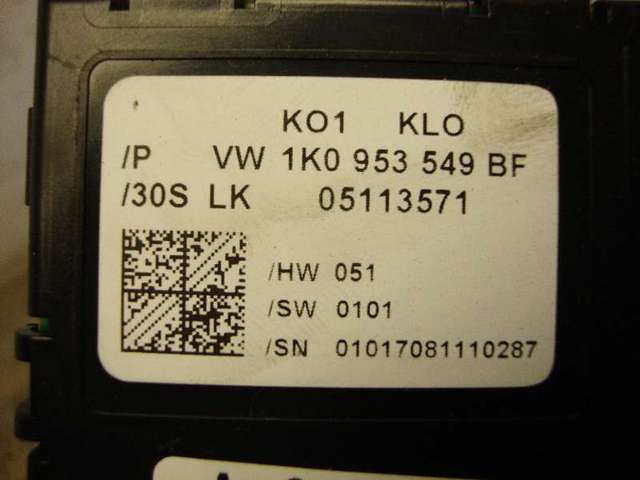 KO1 KLO
/P VW 1K0 953 549 BF
/30S LK 05113571
/HW 051
/SW 0101
/SN 01017081110287